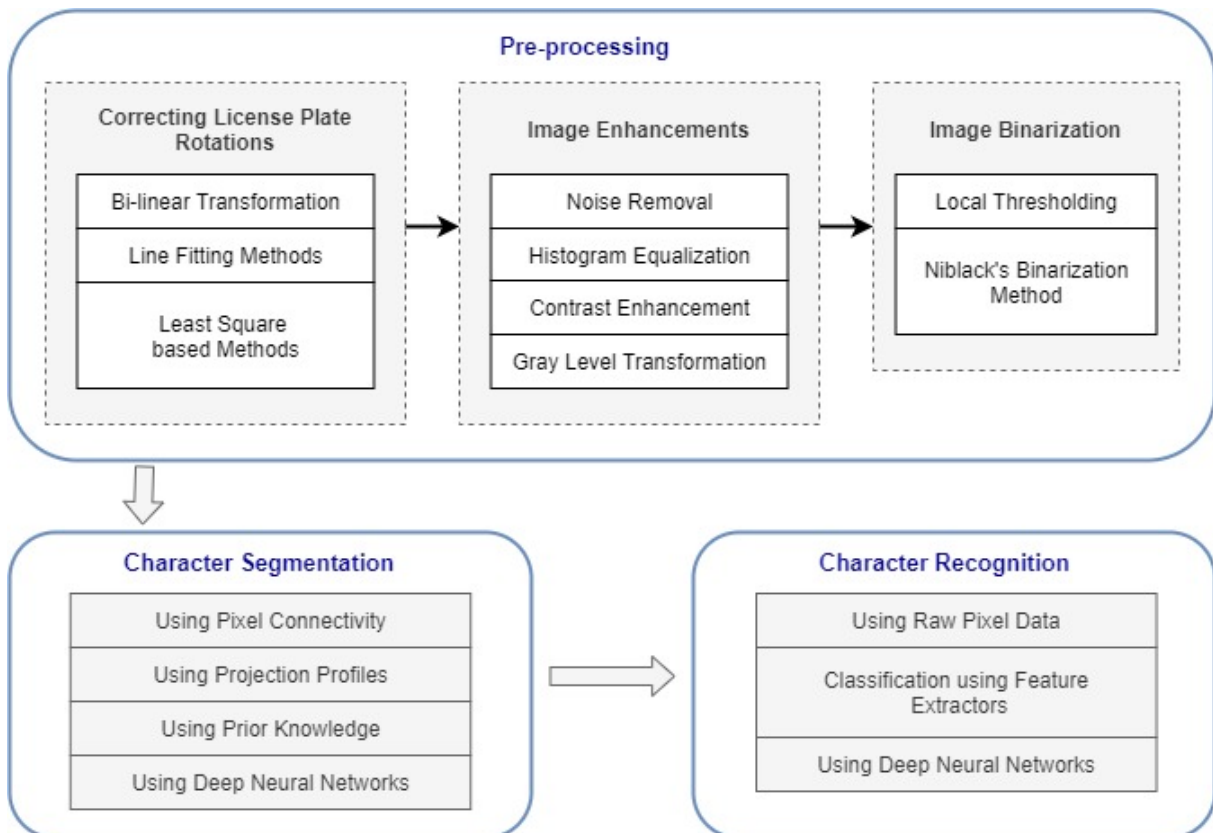 Pre-processing
Correcting License Plate
Rotations
Bi-linear Transformation
Line Fitting Methods
Least Square
based Methods
Image Enhancements
Noise Removal
Histogram Equalization
Contrast Enhancement
Gray Level Transformation
Image Binarization
Local Thresholding
Niblack's Binarization
Method
Character Segmentation
Using Pixel Connectivity
Using Projection Profiles
Using Prior Knowledge
Using Deep Neural Networks
Character Recognition
Using Raw Pixel Data
Classification using Feature
Extractors
Using Deep Neural Networks